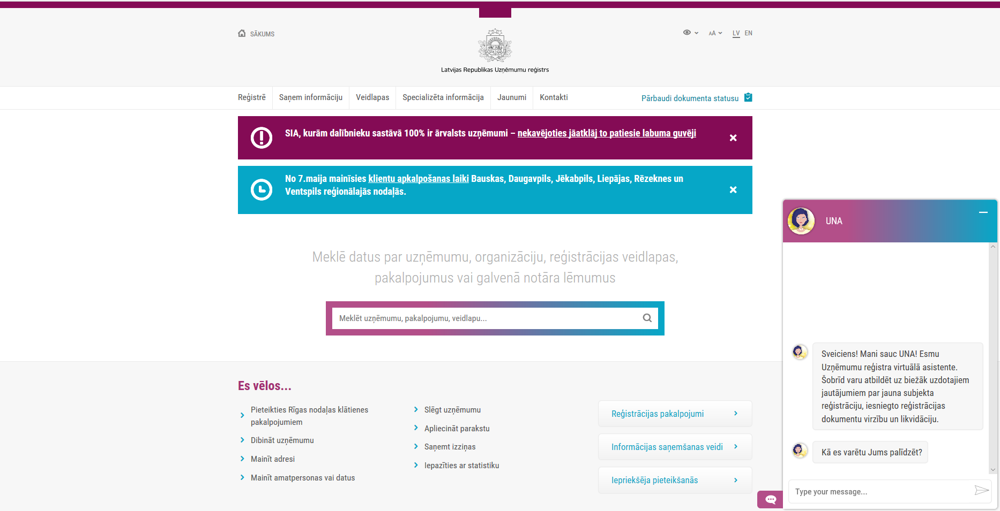 SĀKUMS
AA
LV EN
Latvijas Republikas Uzņēmumu reģistrs
Reģistrē
Saņem informāciju
Veidlapas
Specializēta informācija
Jaunumi
Kontakti
Pārbaudi dokumenta statusu
SIA, kurām dalībnieku sastāvā 100% ir ārvalsts uzņēmumi – nekavējoties jāatklāj to patiesie labuma guvēji
No 7.maija mainīsies klientu apkalpošanas laiki Bauskas, Daugavpils, Jēkabpils, Liepājas, Rēzeknes un
Ventspils reģionālajās nodaļās.
Meklē datus par uzņēmumu, organizāciju, reģistrācijas veidlapas,
pakalpojumus vai galvenā notāra lēmumus
Meklēt uzņēmumu, pakalpojumu, veidlapu...
Es vēlos...
Pieteikties Rīgas nodaļas klātienes
pakalpojumiem
Dibināt uzņēmumu
Mainīt adresi
Mainīt amatpersonas vai datus
Slēgt uzņēmumu
Apliecināt parakstu
Saņemt izziņas
Iepazīties ar statistiku
Reģistrācijas pakalpojumi
Informācijas saņemšanas veidi
Iepriekšēja pieteikšanās
UNA
Sveiciens! Mani sauc UNA! Esmu
Uzņēmumu reģistra virtuālā asistente.
Šobrīd varu atbildēt uz biežāk uzdotajiem
jautājumiem par jauna subjekta
reģistrāciju, iesniegto reģistrācijas
dokumentu virzību un likvidāciju.
Kā es varētu Jums palīdzēt?
Type your message...